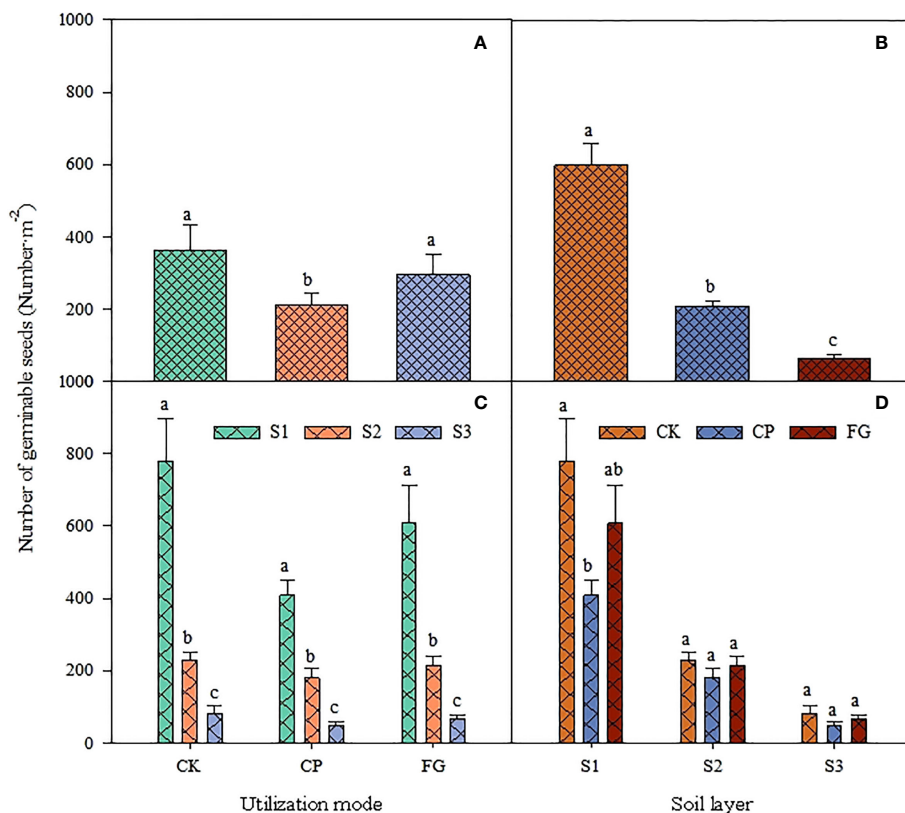 Number of germinable seeds (Number·m⁻²)
1000
800
600
400
200
A
a
b
a
B
a
b
c
1000
800
600
400
200
0
C
S1 S2 S3
a
b
c
a
b
c
a
b
c
CK CP FG
Utilization mode
D
CK CP FG
a
b
ab
a
a
a
a
a
a
S1 S2 S3
Soil layer